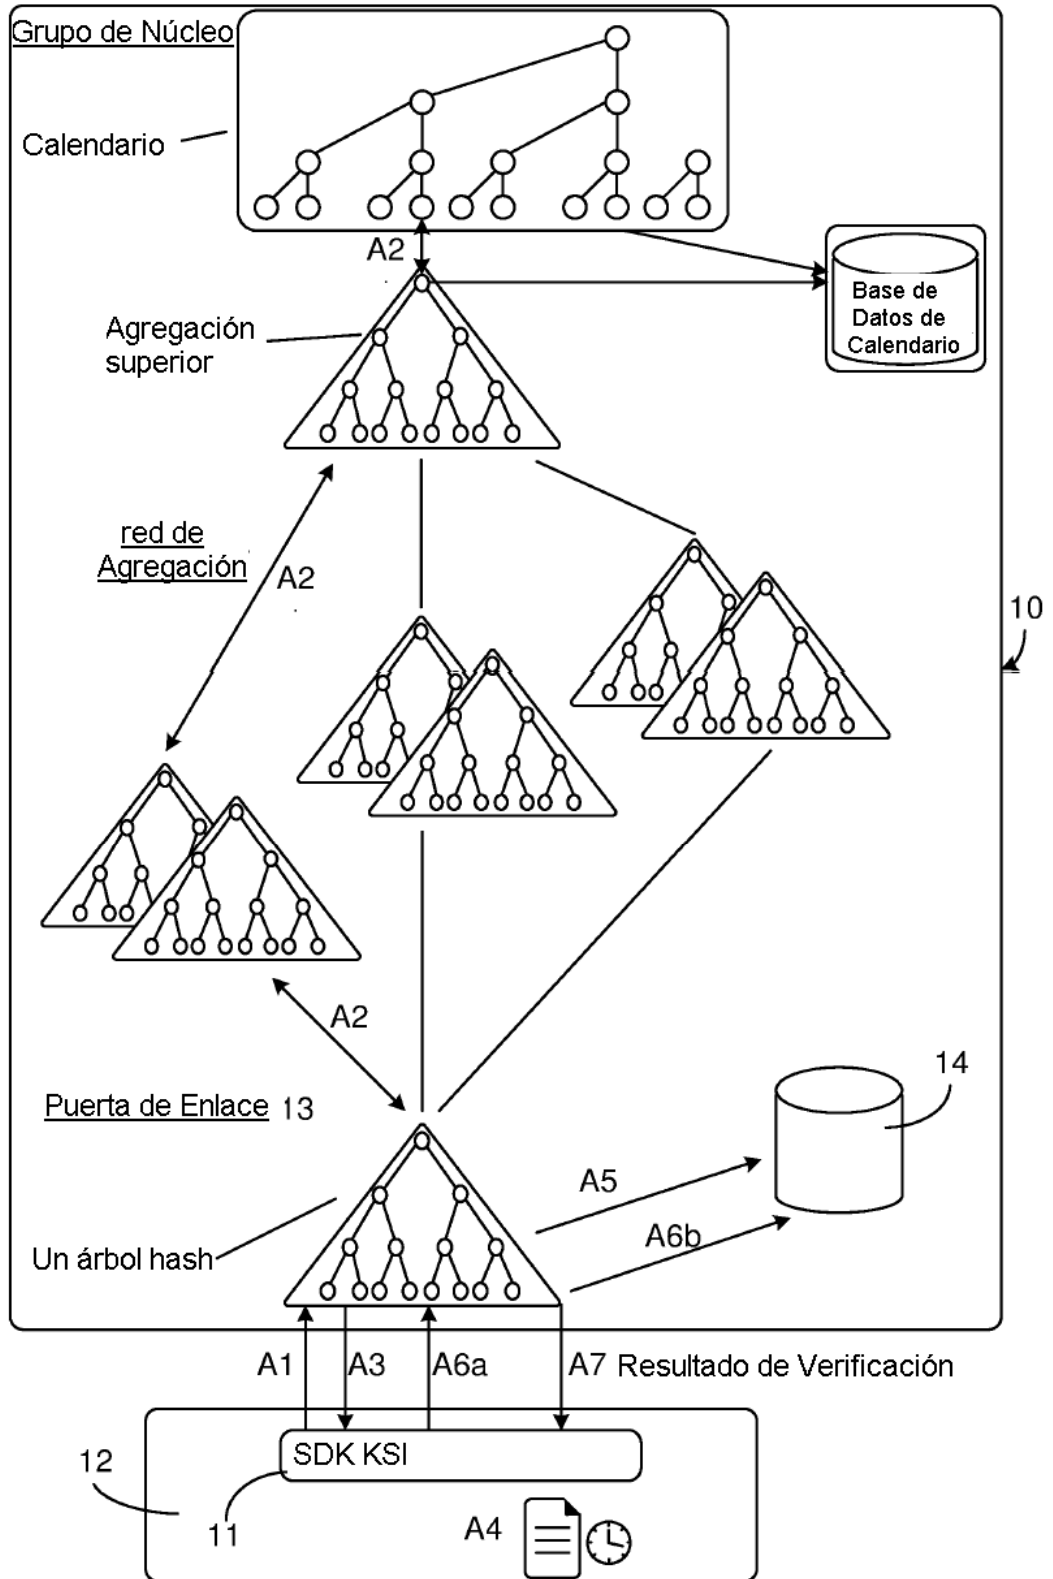 Grupo de Núcleo
Calendario
A2
Base de
Datos de
Calendario
Agregación
superior
red de
Agregación
A2
10
A2
14
Puerta de Enlace 13
A5
A6b
Un árbol hash
A1
A3
A6a
A7 Resultado de Verificación
SDK KSI
12
11
A4